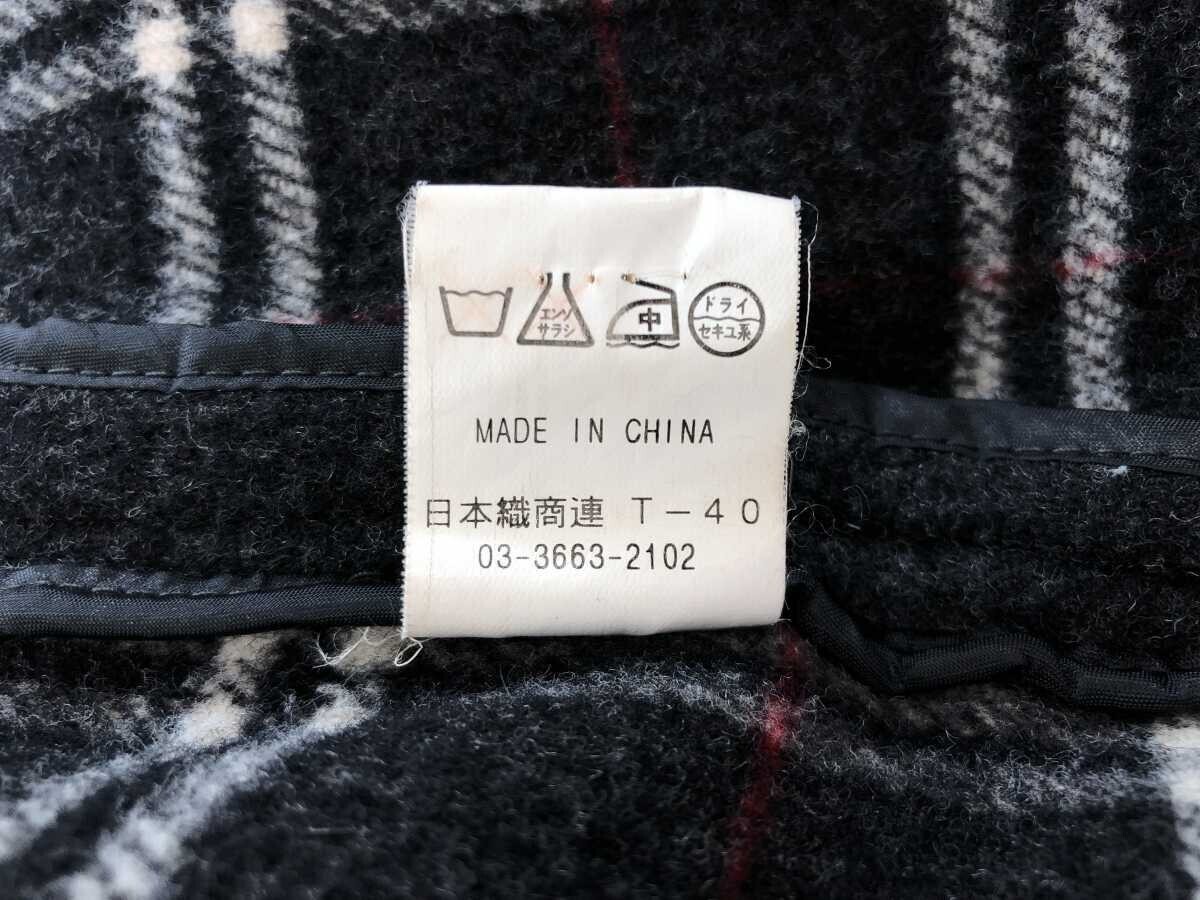 エンソ
サラシ
中
ドライ
セキユ系
MADE IN CHINA
日本織商連 T-40
03-3663-2102